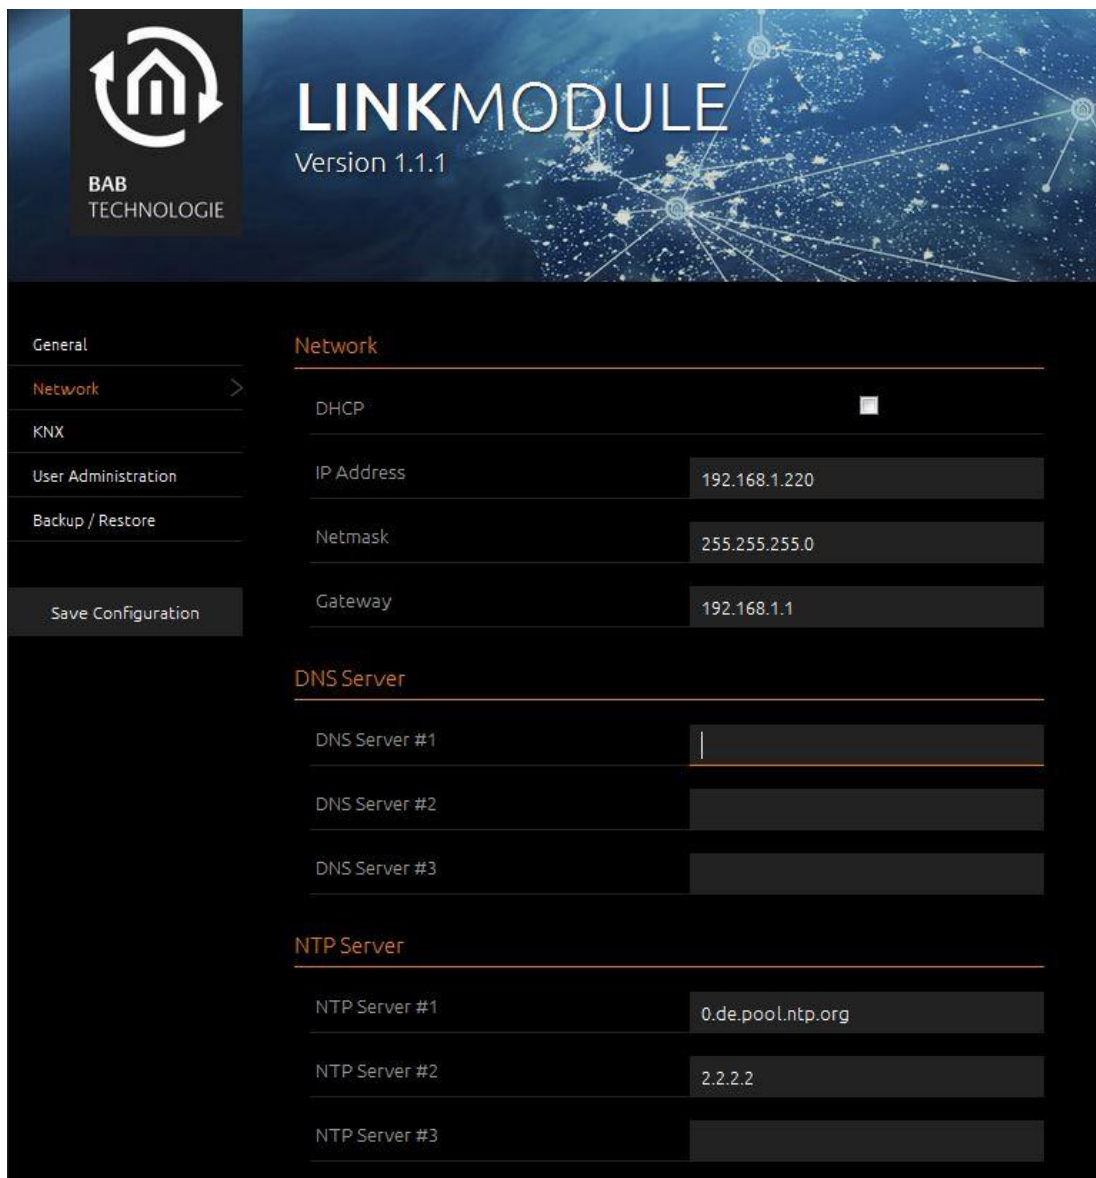 BAB
TECHNOLOGIE
LINKMODULE
Version 1.1.1
General
Network
KNX
User Administration
Backup / Restore
Save Configuration
Network
DHCP
IP Address 192.168.1.220
Netmask 255.255.255.0
Gateway 192.168.1.1
DNS Server
DNS Server #1
DNS Server #2
DNS Server #3
NTP Server
NTP Server #1 0.de.pool.ntp.org
NTP Server #2 2.2.2.2
NTP Server #3